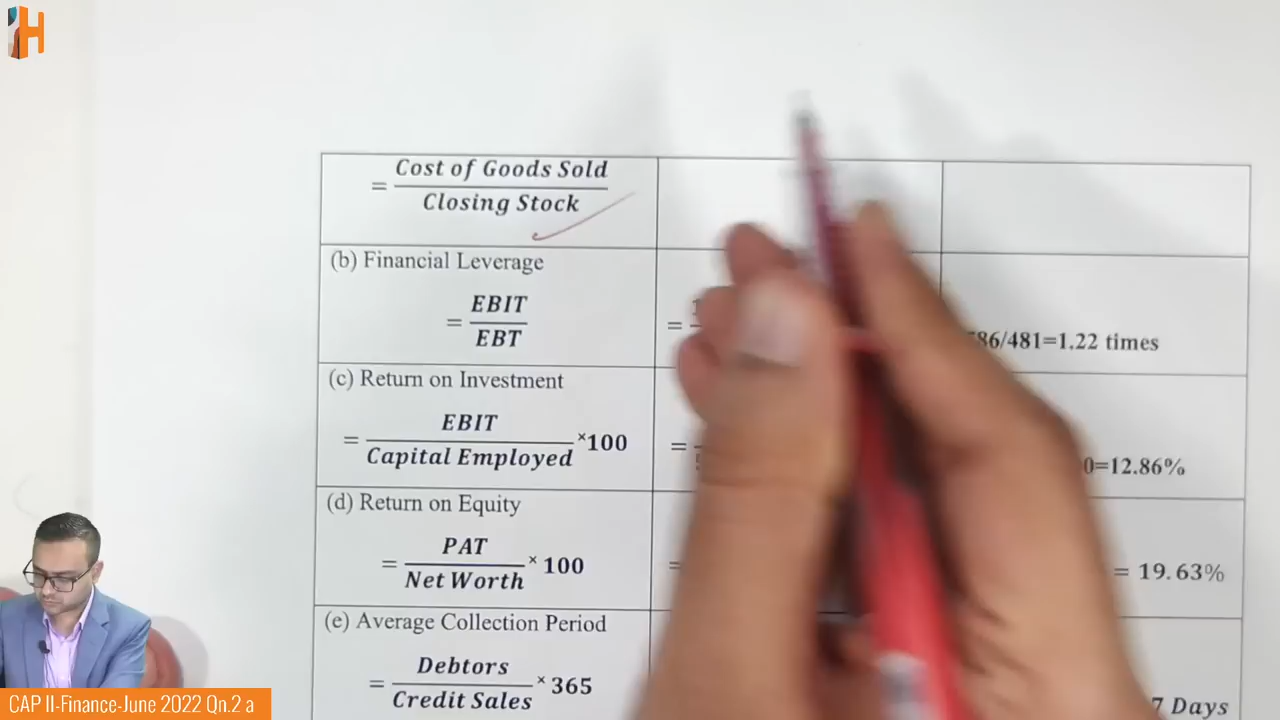 = Cost of Goods Sold
Closing Stock
(b) Financial Leverage
= EBIT
EBT
=
86/481=1.22 times
(c) Return on Investment
= EBIT
Capital Employed ×100
=
0=12.86%
(d) Return on Equity
= PAT
Net Worth × 100
=
= 19.63%
(e) Average Collection Period
= Debtors
Credit Sales × 365
7 Days
CAP II-Finance-June 2022 Qn.2 a